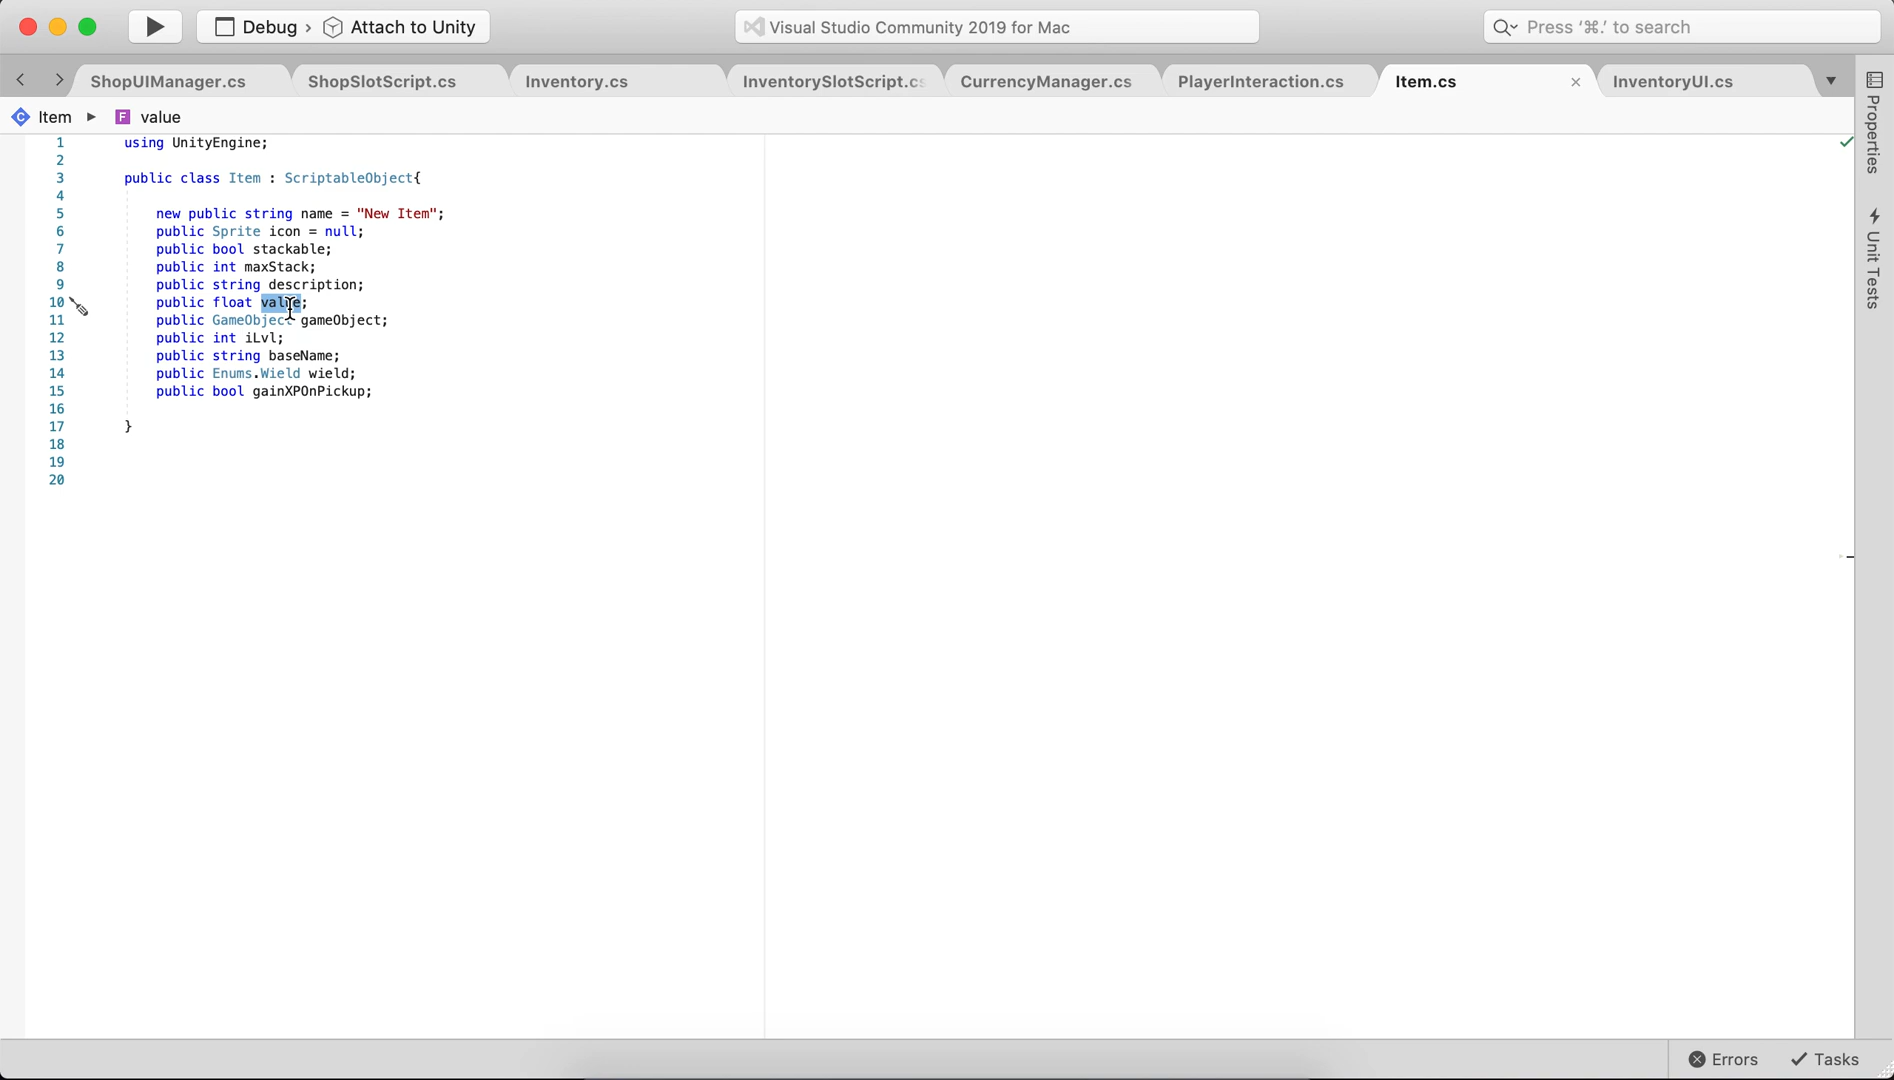 Debug › Attach to Unity
Visual Studio Community 2019 for Mac
Press ‘⌘.’ to search
ShopUIManager.cs
ShopSlotScript.cs
Inventory.cs
InventorySlotScript.cs
CurrencyManager.cs
PlayerInteraction.cs
Item.cs
InventoryUI.cs
Item ▸ F value
1 using UnityEngine;
2
3 public class Item : ScriptableObject{
4
5 new public string name = "New Item";
6 public Sprite icon = null;
7 public bool stackable;
8 public int maxStack;
9 public string description;
10 public float value;
11 public GameObject gameObject;
12 public int iLvl;
13 public string baseName;
14 public Enums.Wield wield;
15 public bool gainXPOnPickup;
16
17 }
18
19
20
Properties
Unit Tests
Errors
Tasks